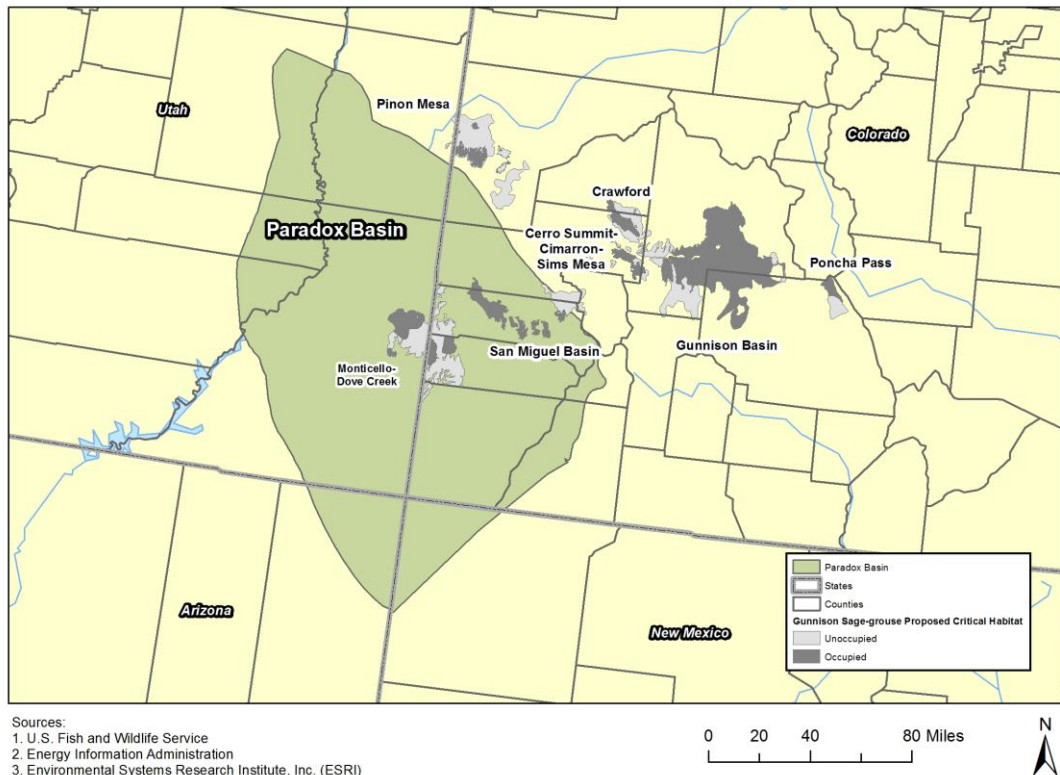 Pinon Mesa
Utah
Colorado
Crawford
Paradox Basin
Cerro Summit-
Cimarron-
Sims Mesa
Poncha Pass
San Miguel Basin
Gunnison Basin
Monticello-
Dove Creek
Arizona
New Mexico
Paradox Basin
States
Counties
Gunnison Sage-grouse Proposed Critical Habitat
Unoccupied
Occupied
Sources:
1. U.S. Fish and Wildlife Service
2. Energy Information Administration
3. Environmental Systems Research Institute, Inc. (ESRI)
0 20 40 80 Miles
N